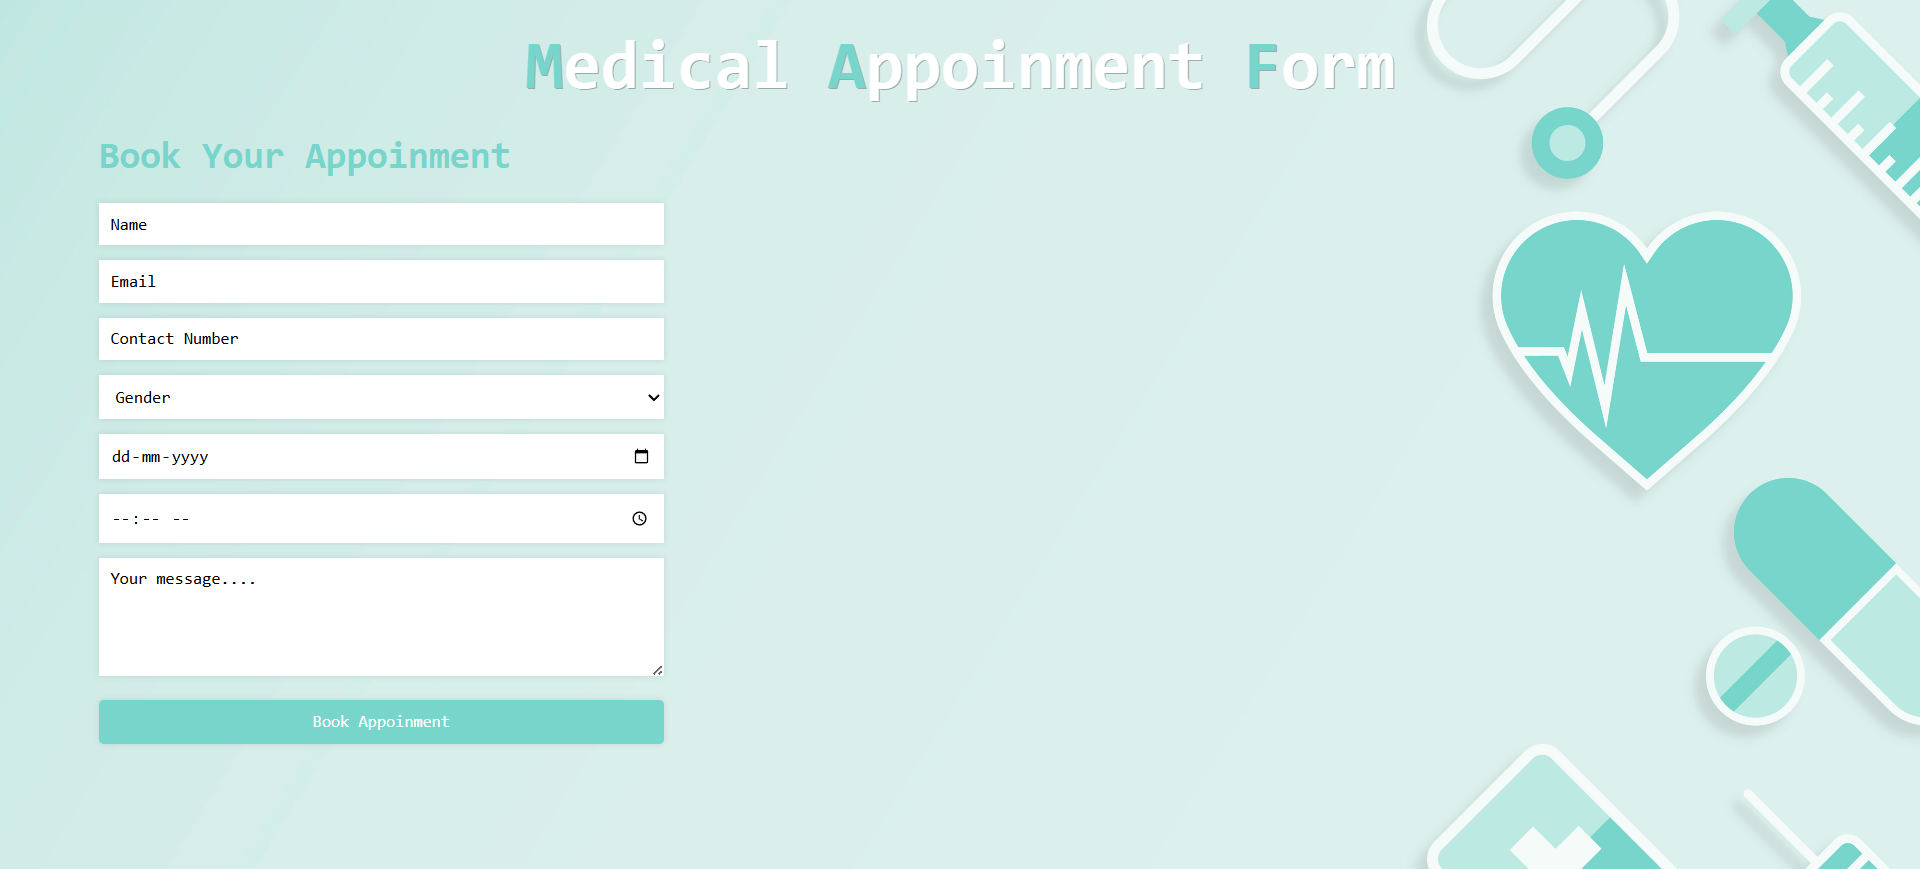 Medical Appoinment Form
Book Your Appoinment
Name
Email
Contact Number
Gender
dd-mm-yyyy
--:-- --
Your message....
Book Appoinment